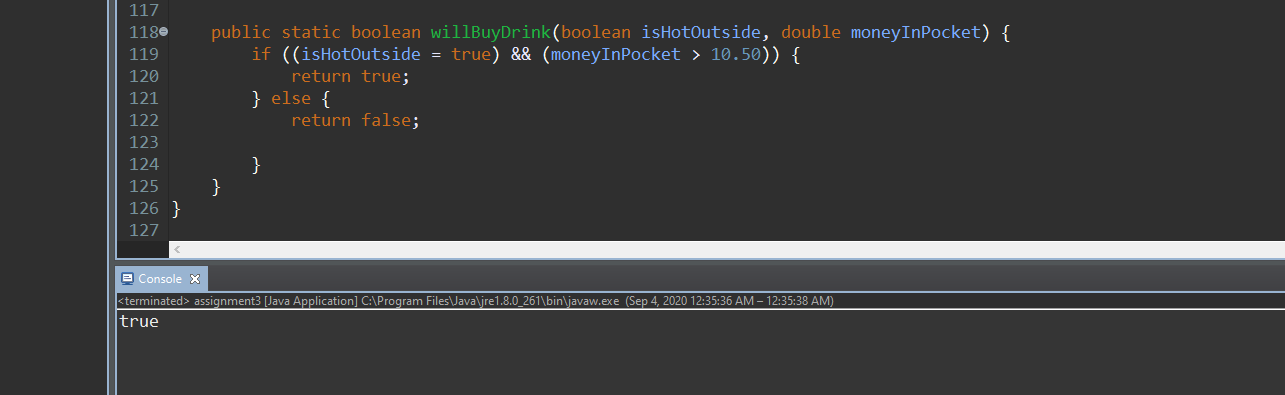 117
118 public static boolean willBuyDrink(boolean isHotOutside, double moneyInPocket) {
119 if ((isHotOutside = true) && (moneyInPocket > 10.50)) {
120 return true;
121 } else {
122 return false;
123
124 }
125 }
126 }
127
Console
<terminated> assignment3 [Java Application] C:\Program Files\Java\jre1.8.0_261\bin\javaw.exe (Sep 4, 2020 12:35:36 AM – 12:35:38 AM)
true